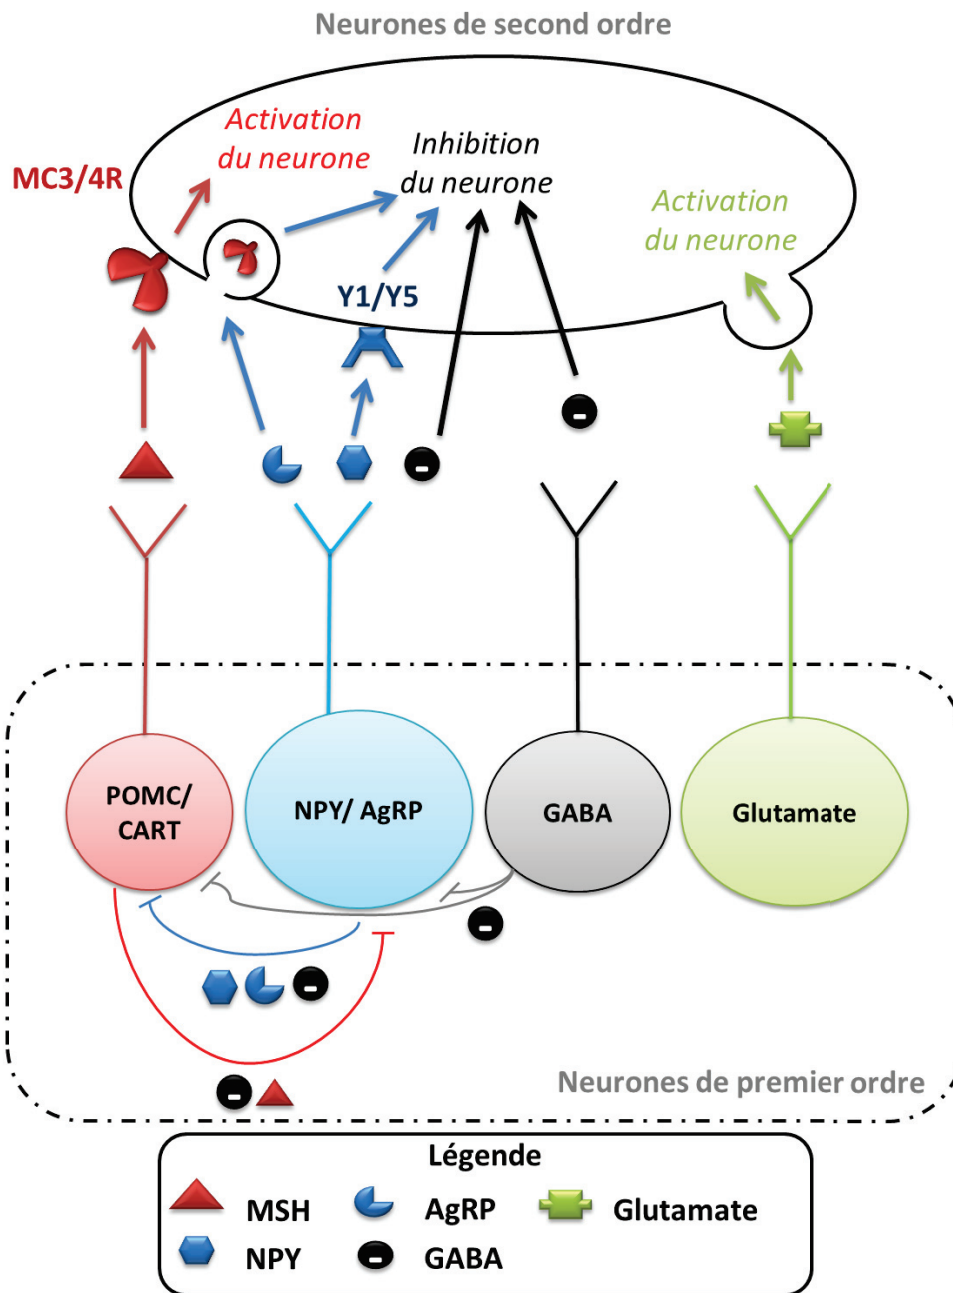 Neurones de second ordre
Activation
du neurone
Inhibition
du neurone
MC3/4R
Activation
du neurone
Y1/Y5
-
-
POMC/
CART
NPY/ AgRP
GABA
Glutamate
-
-
-
Neurones de premier ordre
Légende
MSH
AgRP
Glutamate
NPY
-
GABA